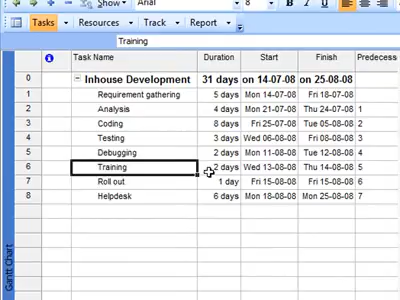 Show Arial 8 B I U
Tasks Resources Track Report
Training
Task Name Duration Start Finish Predecess
0 Inhouse Development 31 days on 14-07-08 on 25-08-08
1 Requirement gathering 5 days Mon 14-07-08 Fri 18-07-08
2 Analysis 4 days Mon 21-07-08 Thu 24-07-08 1
3 Coding 8 days Fri 25-07-08 Tue 05-08-08 2
4 Testing 3 days Wed 06-08-08 Fri 08-08-08 3
5 Debugging 2 days Mon 11-08-08 Tue 12-08-08 4
6 Training 2 days Wed 13-08-08 Thu 14-08-08 5
7 Roll out 1 day Fri 15-08-08 Fri 15-08-08 6
8 Helpdesk 6 days Mon 18-08-08 Mon 25-08-08 7
Gantt Chart